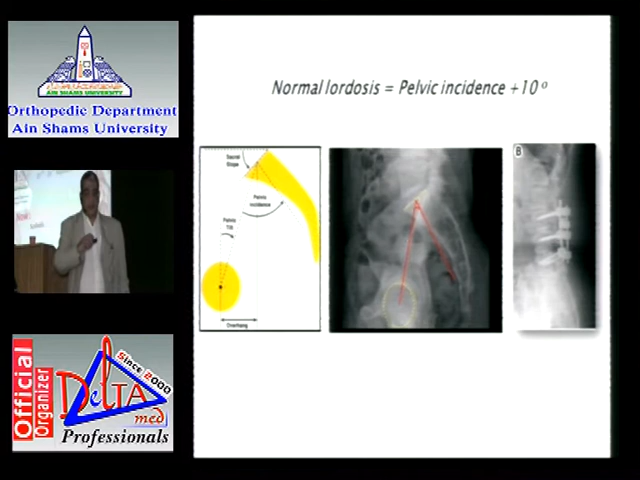 AIN SHAMS UNIVERSITY
Orthopedic Department
Ain Shams University
Official
Organizer
Since 2000
DeltA
med
Professionals
Normal lordosis = Pelvic incidence +10 º
Sacral
Slope
Pelvic
incidence
Pelvic
Tilt
Overhang
B